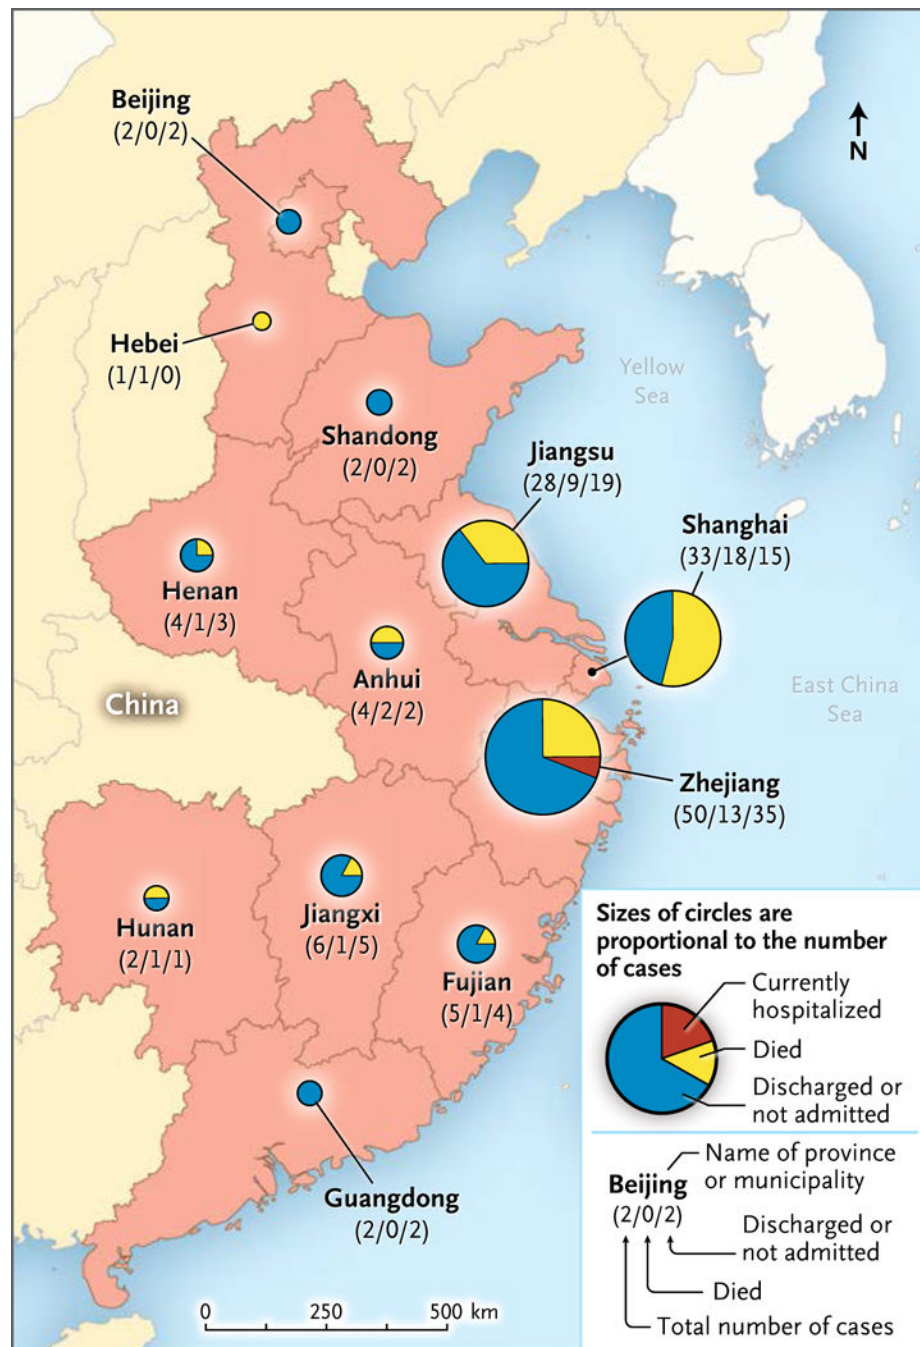 Beijing
(2/0/2)
N
Hebei
(1/1/0)
Yellow
Sea
Shandong
(2/0/2)
Jiangsu
(28/9/19)
Shanghai
(33/18/15)
Henan
(4/1/3)
Anhui
(4/2/2)
China
East China
Sea
Zhejiang
(50/13/35)
Hunan
(2/1/1)
Jiangxi
(6/1/5)
Fujian
(5/1/4)
Guangdong
(2/0/2)
0 250 500 km
Sizes of circles are
proportional to the number
of cases
Currently
hospitalized
Died
Discharged or
not admitted
Name of province
or municipality
Beijing
(2/0/2)
Discharged or
not admitted
Died
Total number of cases